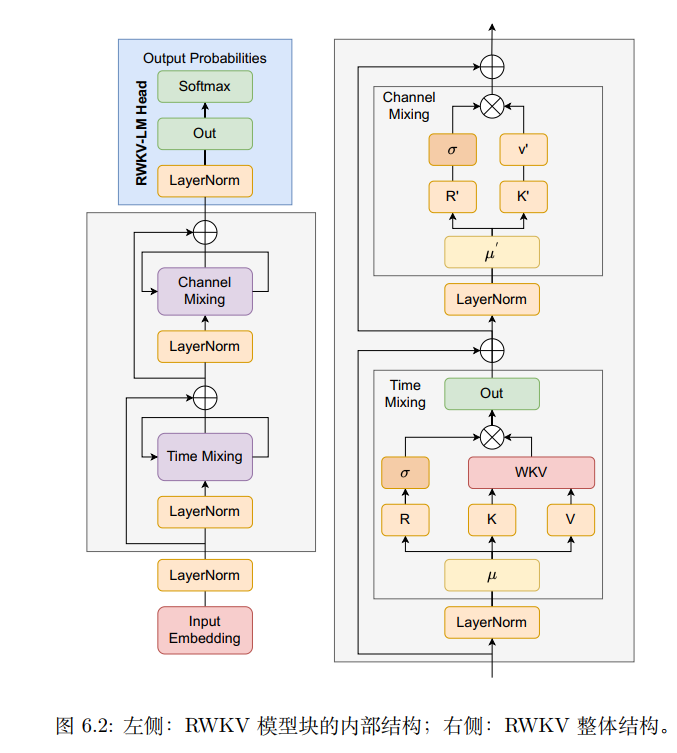 Output Probabilities
Softmax
Out
LayerNorm
RWKV-LM Head
Channel
Mixing
LayerNorm
Time Mixing
LayerNorm
LayerNorm
Input
Embedding
Channel
Mixing
σ
v'
R'
K'
μ'
LayerNorm
Time
Mixing
Out
σ
WKV
R
K
V
μ
LayerNorm
图 6.2: 左侧：RWKV 模型块的内部结构；右侧：RWKV 整体结构。